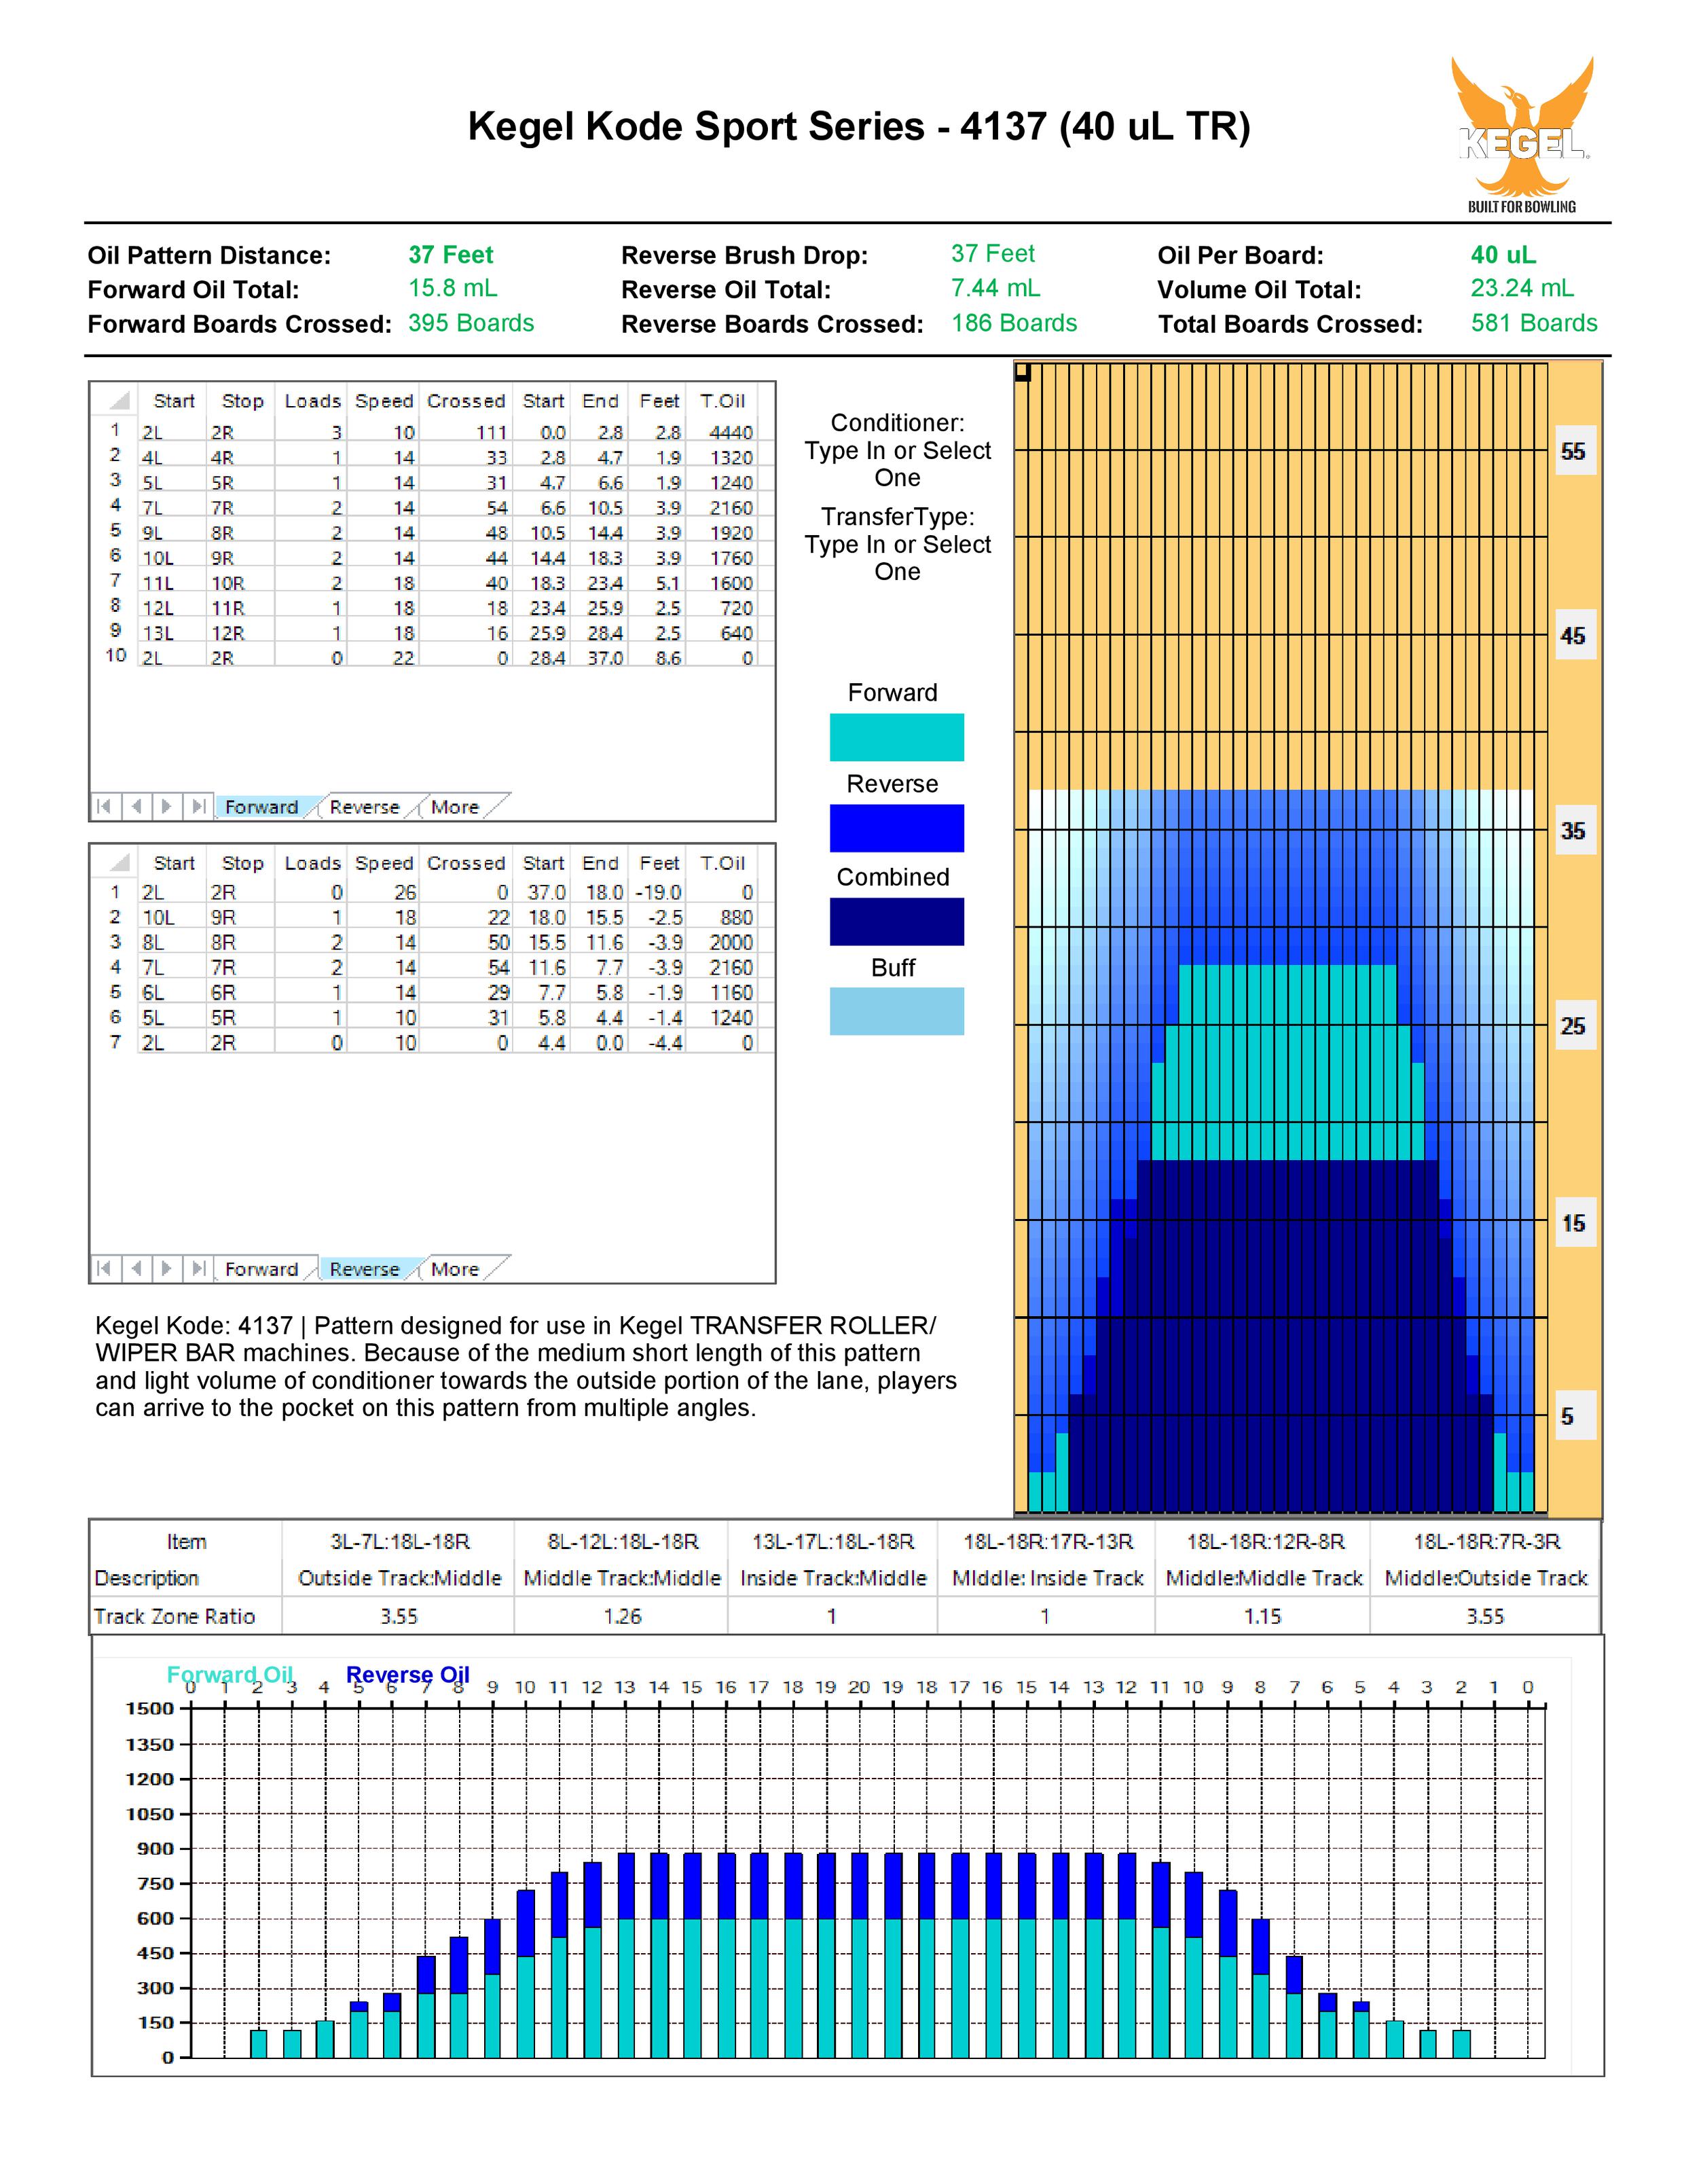 Kegel Kode Sport Series - 4137 (40 uL TR)
KEGEL
BUILT FOR BOWLING
Oil Pattern Distance: 37 Feet Reverse Brush Drop: 37 Feet Oil Per Board: 40 uL
Forward Oil Total: 15.8 mL Reverse Oil Total: 7.44 mL Volume Oil Total: 23.24 mL
Forward Boards Crossed: 395 Boards Reverse Boards Crossed: 186 Boards Total Boards Crossed: 581 Boards
Start Stop Loads Speed Crossed Start End Feet T.Oil
1 2L 2R 3 10 111 0.0 2.8 2.8 4440
2 4L 4R 1 14 33 2.8 4.7 1.9 1320
3 5L 5R 1 14 31 4.7 6.6 1.9 1240
4 7L 7R 2 14 54 6.6 10.5 3.9 2160
5 9L 8R 2 14 48 10.5 14.4 3.9 1920
6 10L 9R 2 14 44 14.4 18.3 3.9 1760
7 11L 10R 2 18 40 18.3 23.4 5.1 1600
8 12L 11R 1 18 18 23.4 25.9 2.5 720
9 13L 12R 1 18 16 25.9 28.4 2.5 640
10 2L 2R 0 22 0 28.4 37.0 8.6 0
Forward Reverse More
Start Stop Loads Speed Crossed Start End Feet T.Oil
1 2L 2R 0 26 0 37.0 18.0 -19.0 0
2 10L 9R 1 18 22 18.0 15.5 -2.5 880
3 8L 8R 2 14 50 15.5 11.6 -3.9 2000
4 7L 7R 2 14 54 11.6 7.7 -3.9 2160
5 6L 6R 1 14 29 7.7 5.8 -1.9 1160
6 5L 5R 1 10 31 5.8 4.4 -1.4 1240
7 2L 2R 0 10 0 4.4 0.0 -4.4 0
Forward Reverse More
Conditioner:
Type In or Select
One
TransferType:
Type In or Select
One
Forward
Reverse
Combined
Buff
55
45
35
25
15
5
Kegel Kode: 4137 | Pattern designed for use in Kegel TRANSFER ROLLER/
WIPER BAR machines. Because of the medium short length of this pattern
and light volume of conditioner towards the outside portion of the lane, players
can arrive to the pocket on this pattern from multiple angles.
Item 3L-7L:18L-18R 8L-12L:18L-18R 13L-17L:18L-18R 18L-18R:17R-13R 18L-18R:12R-8R 18L-18R:7R-3R
Description Outside Track:Middle Middle Track:Middle Inside Track:Middle MIddle: Inside Track Middle:Middle Track Middle:Outside Track
Track Zone Ratio 3.55 1.26 1 1 1.15 3.55
Forward Oil Reverse Oil
0 1 2 3 4 5 6 7 8 9 10 11 12 13 14 15 16 17 18 19 20 19 18 17 16 15 14 13 12 11 10 9 8 7 6 5 4 3 2 1 0
1500
1350
1200
1050
900
750
600
450
300
150
0